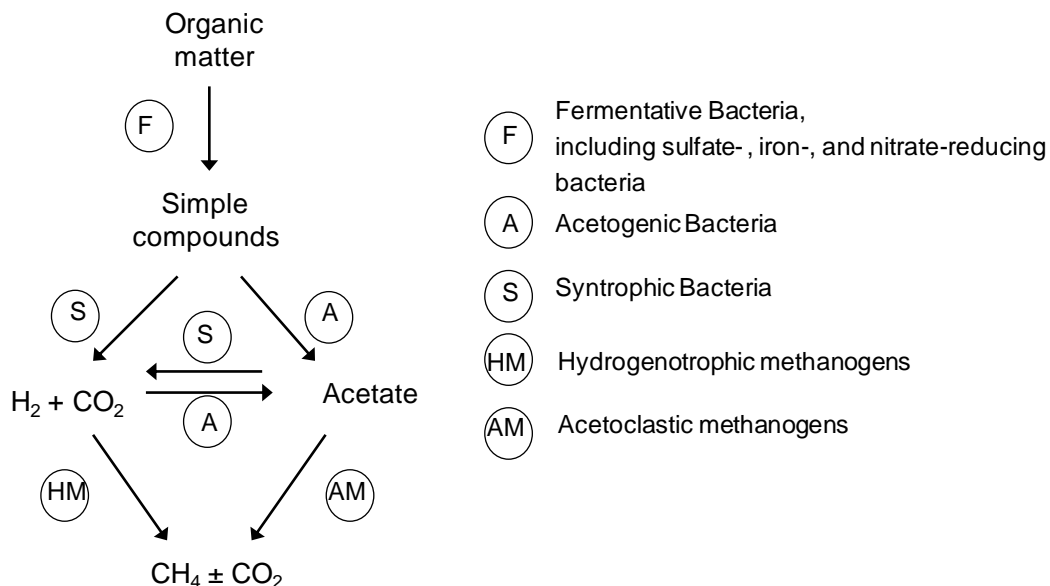 Organic
matter
F
Simple
compounds
S
A
S
H₂ + CO₂
Acetate
A
HM
AM
CH₄ ± CO₂
F
Fermentative Bacteria,
including sulfate- , iron-, and nitrate-reducing
bacteria
A
Acetogenic Bacteria
S
Syntrophic Bacteria
HM
Hydrogenotrophic methanogens
AM
Acetoclastic methanogens